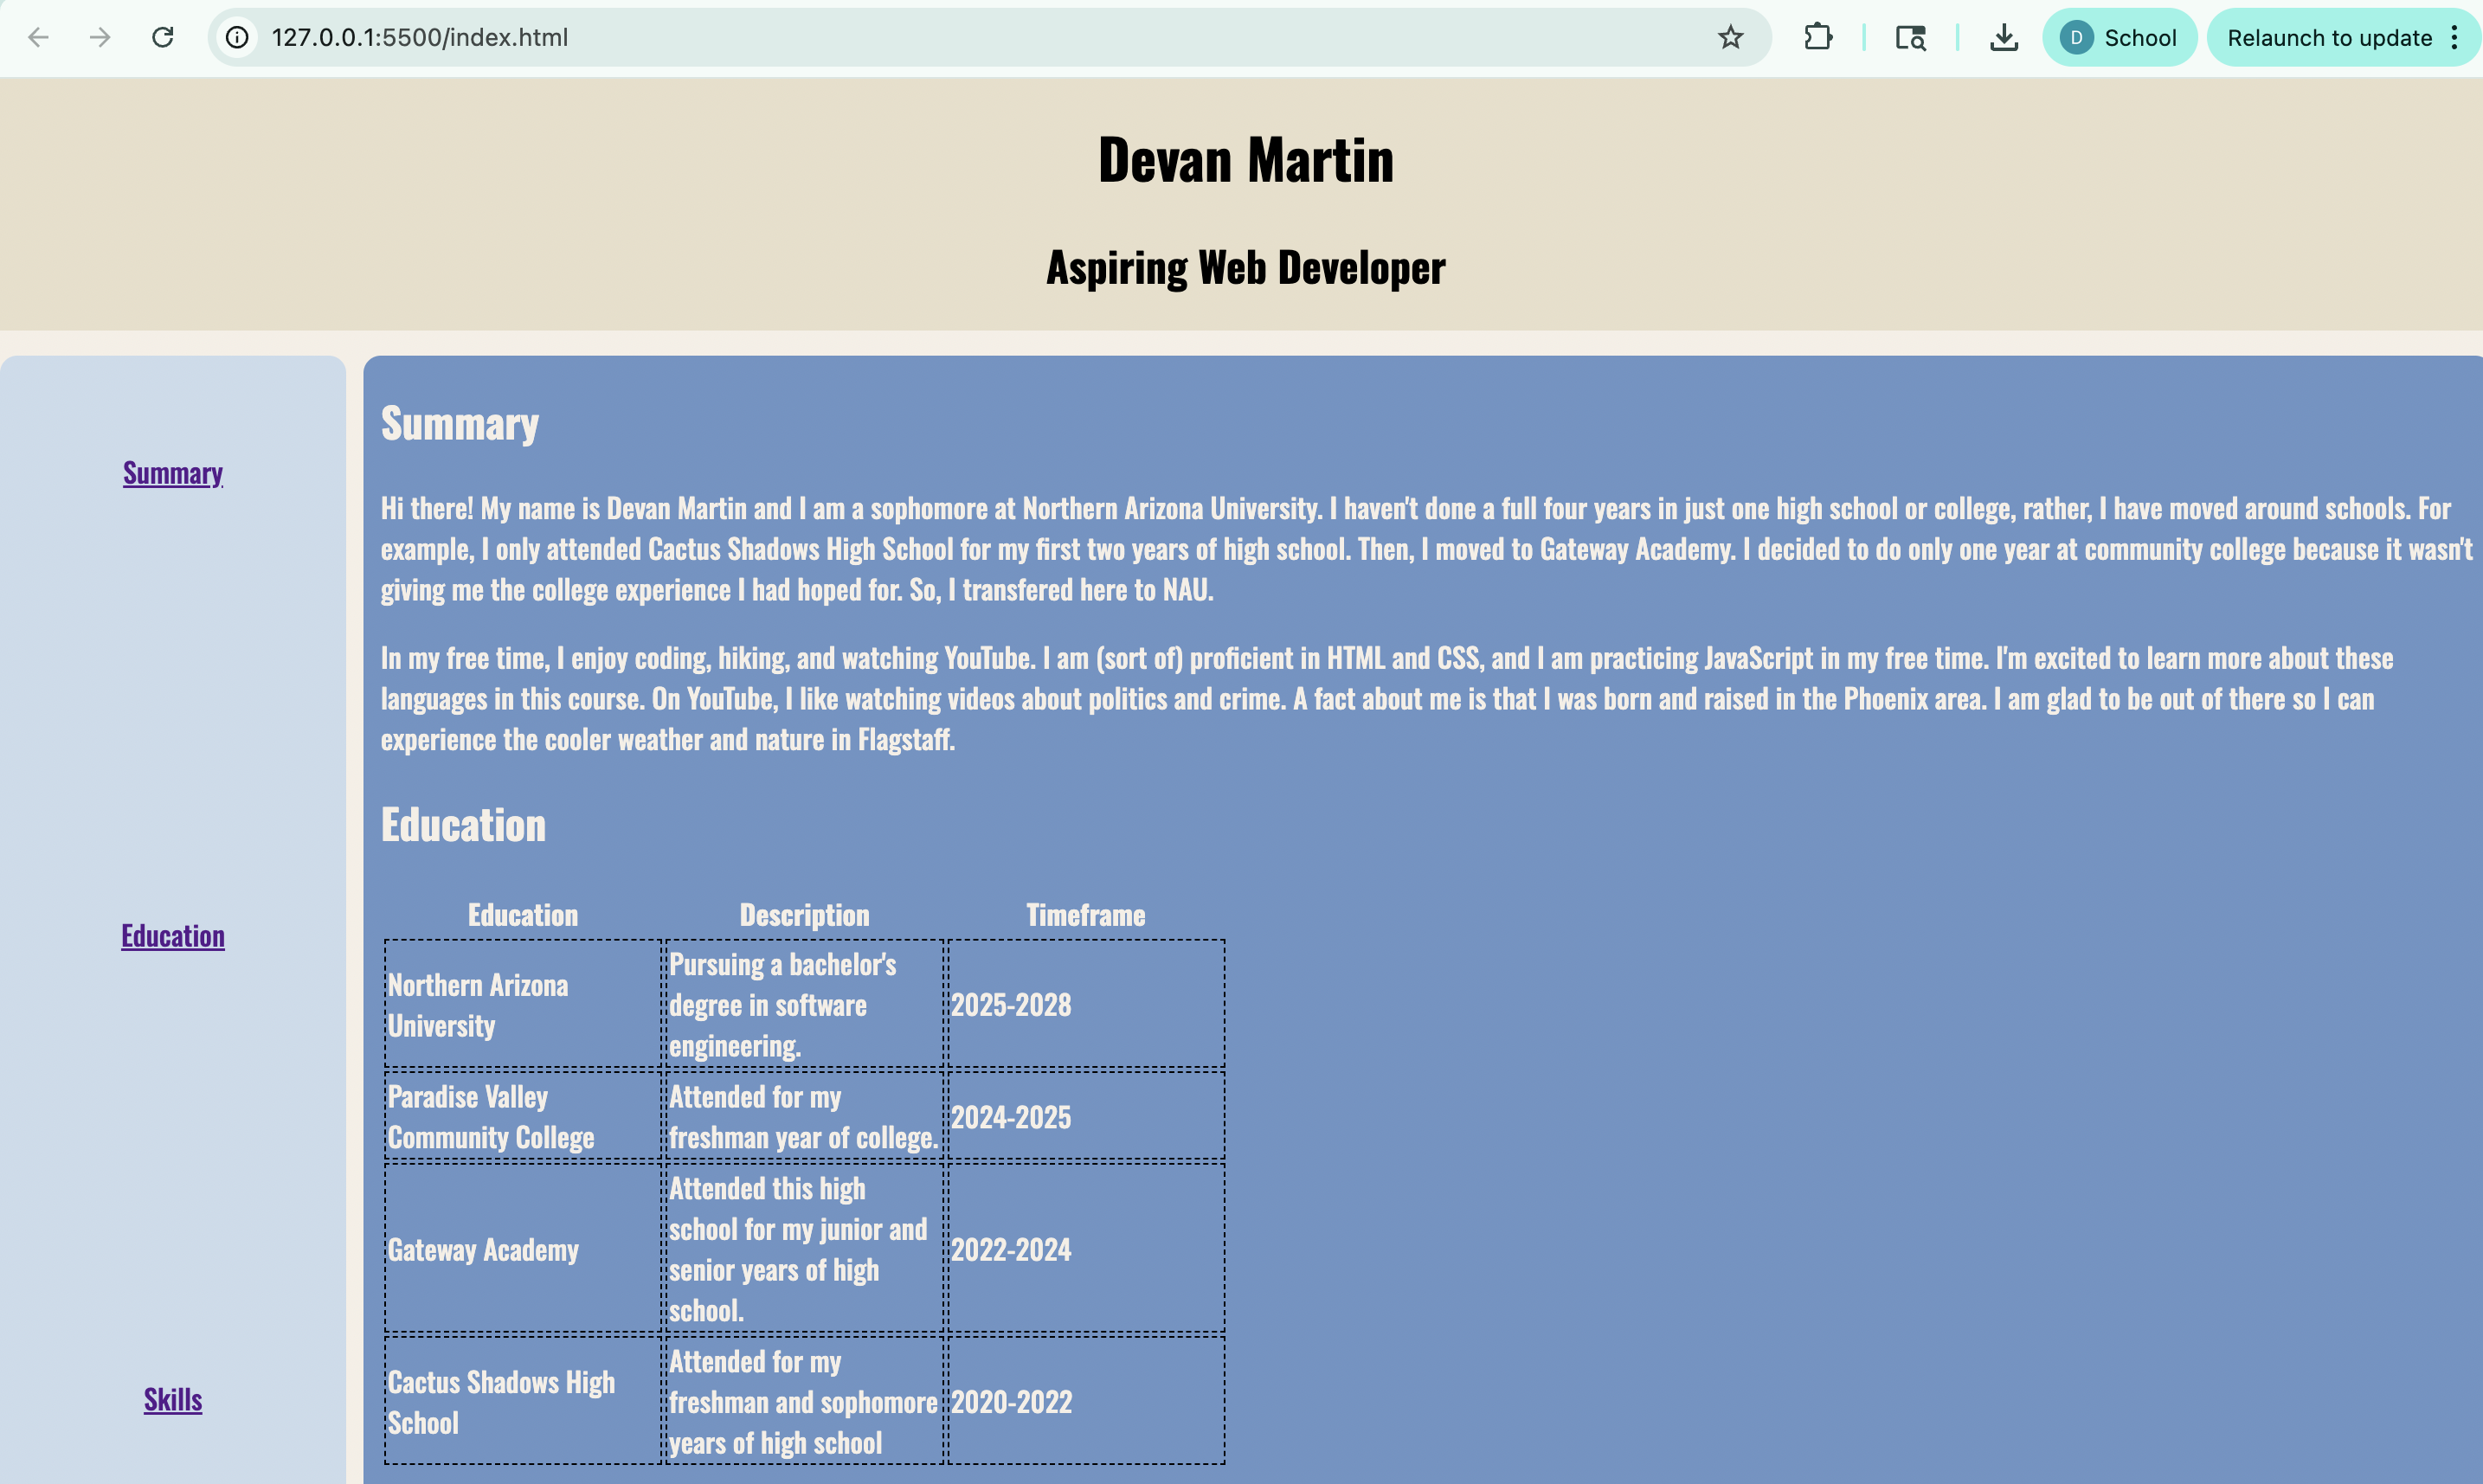 127.0.0.1:5500/index.html
D School
Relaunch to update
Devan Martin
Aspiring Web Developer
Summary
Education
Skills
Summary
Hi there! My name is Devan Martin and I am a sophomore at Northern Arizona University. I haven't done a full four years in just one high school or college, rather, I have moved around schools. For
example, I only attended Cactus Shadows High School for my first two years of high school. Then, I moved to Gateway Academy. I decided to do only one year at community college because it wasn't
giving me the college experience I had hoped for. So, I transfered here to NAU.
In my free time, I enjoy coding, hiking, and watching YouTube. I am (sort of) proficient in HTML and CSS, and I am practicing JavaScript in my free time. I'm excited to learn more about these
languages in this course. On YouTube, I like watching videos about politics and crime. A fact about me is that I was born and raised in the Phoenix area. I am glad to be out of there so I can
experience the cooler weather and nature in Flagstaff.
Education
Education Description Timeframe
Northern Arizona
University
Pursuing a bachelor's
degree in software
engineering.
2025-2028
Paradise Valley
Community College
Attended for my
freshman year of college.
2024-2025
Gateway Academy
Attended this high
school for my junior and
senior years of high
school.
2022-2024
Cactus Shadows High
School
Attended for my
freshman and sophomore
years of high school
2020-2022